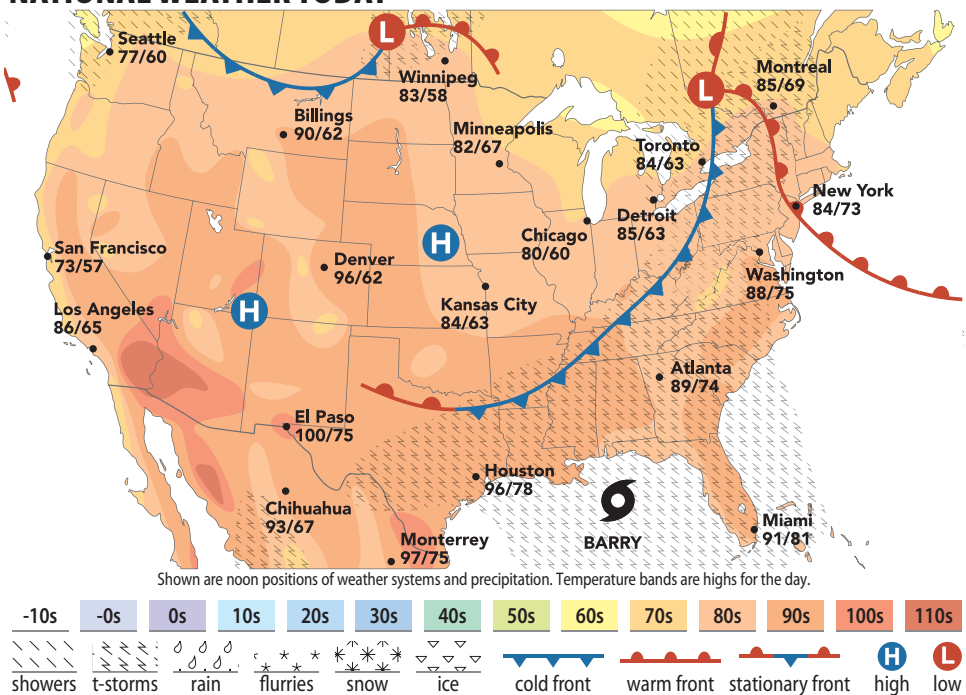 NATIONAL WEATHER TODAY
Seattle
77/60
L
Winnipeg
83/58
L
Montreal
85/69
Billings
90/62
Minneapolis
82/67
Toronto
84/63
New York
84/73
Detroit
85/63
Chicago
80/60
San Francisco
73/57
Denver
96/62
H
Washington
88/75
Kansas City
84/63
Los Angeles
86/65
H
Atlanta
89/74
El Paso
100/75
Houston
96/78
Chihuahua
93/67
BARRY
Miami
91/81
Monterrey
97/75
Shown are noon positions of weather systems and precipitation. Temperature bands are highs for the day.
-10s -0s 0s 10s 20s 30s 40s 50s 60s 70s 80s 90s 100s 110s
H L
showers t-storms rain flurries snow ice cold front warm front stationary front high low